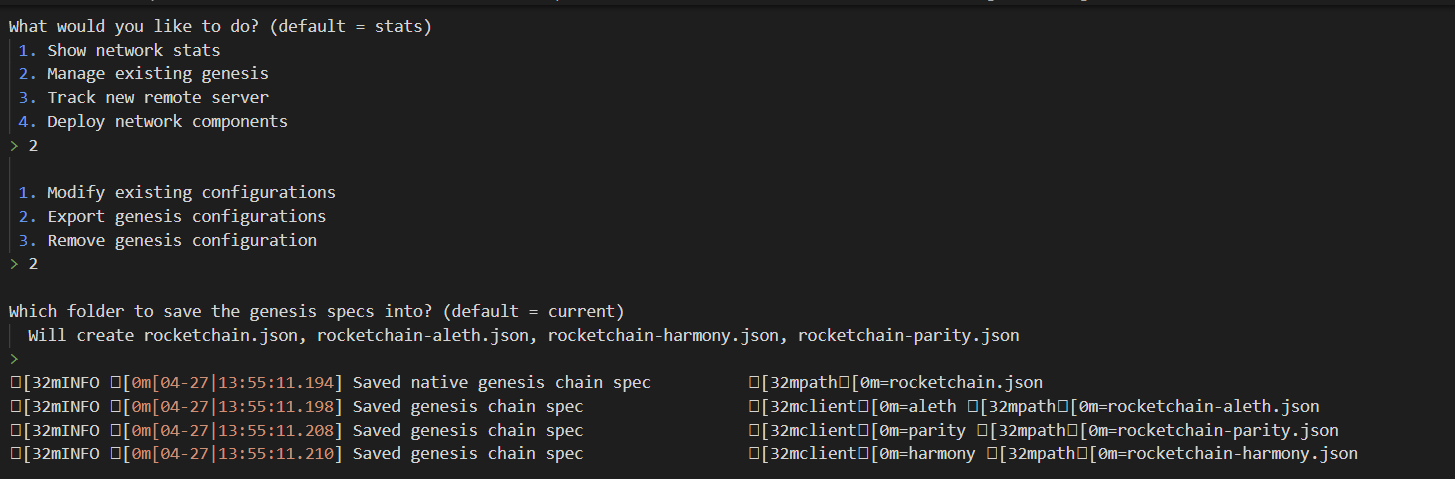 What would you like to do? (default = stats)
1. Show network stats
2. Manage existing genesis
3. Track new remote server
4. Deploy network components
> 2
1. Modify existing configurations
2. Export genesis configurations
3. Remove genesis configuration
> 2
Which folder to save the genesis specs into? (default = current)
Will create rocketchain.json, rocketchain-aleth.json, rocketchain-harmony.json, rocketchain-parity.json
>
□[32mINFO □[0m[04-27|13:55:11.194] Saved native genesis chain spec □[32mpath□[0m=rocketchain.json
□[32mINFO □[0m[04-27|13:55:11.198] Saved genesis chain spec □[32mclient□[0m=aleth □[32mpath□[0m=rocketchain-aleth.json
□[32mINFO □[0m[04-27|13:55:11.208] Saved genesis chain spec □[32mclient□[0m=parity □[32mpath□[0m=rocketchain-parity.json
□[32mINFO □[0m[04-27|13:55:11.210] Saved genesis chain spec □[32mclient□[0m=harmony □[32mpath□[0m=rocketchain-harmony.json